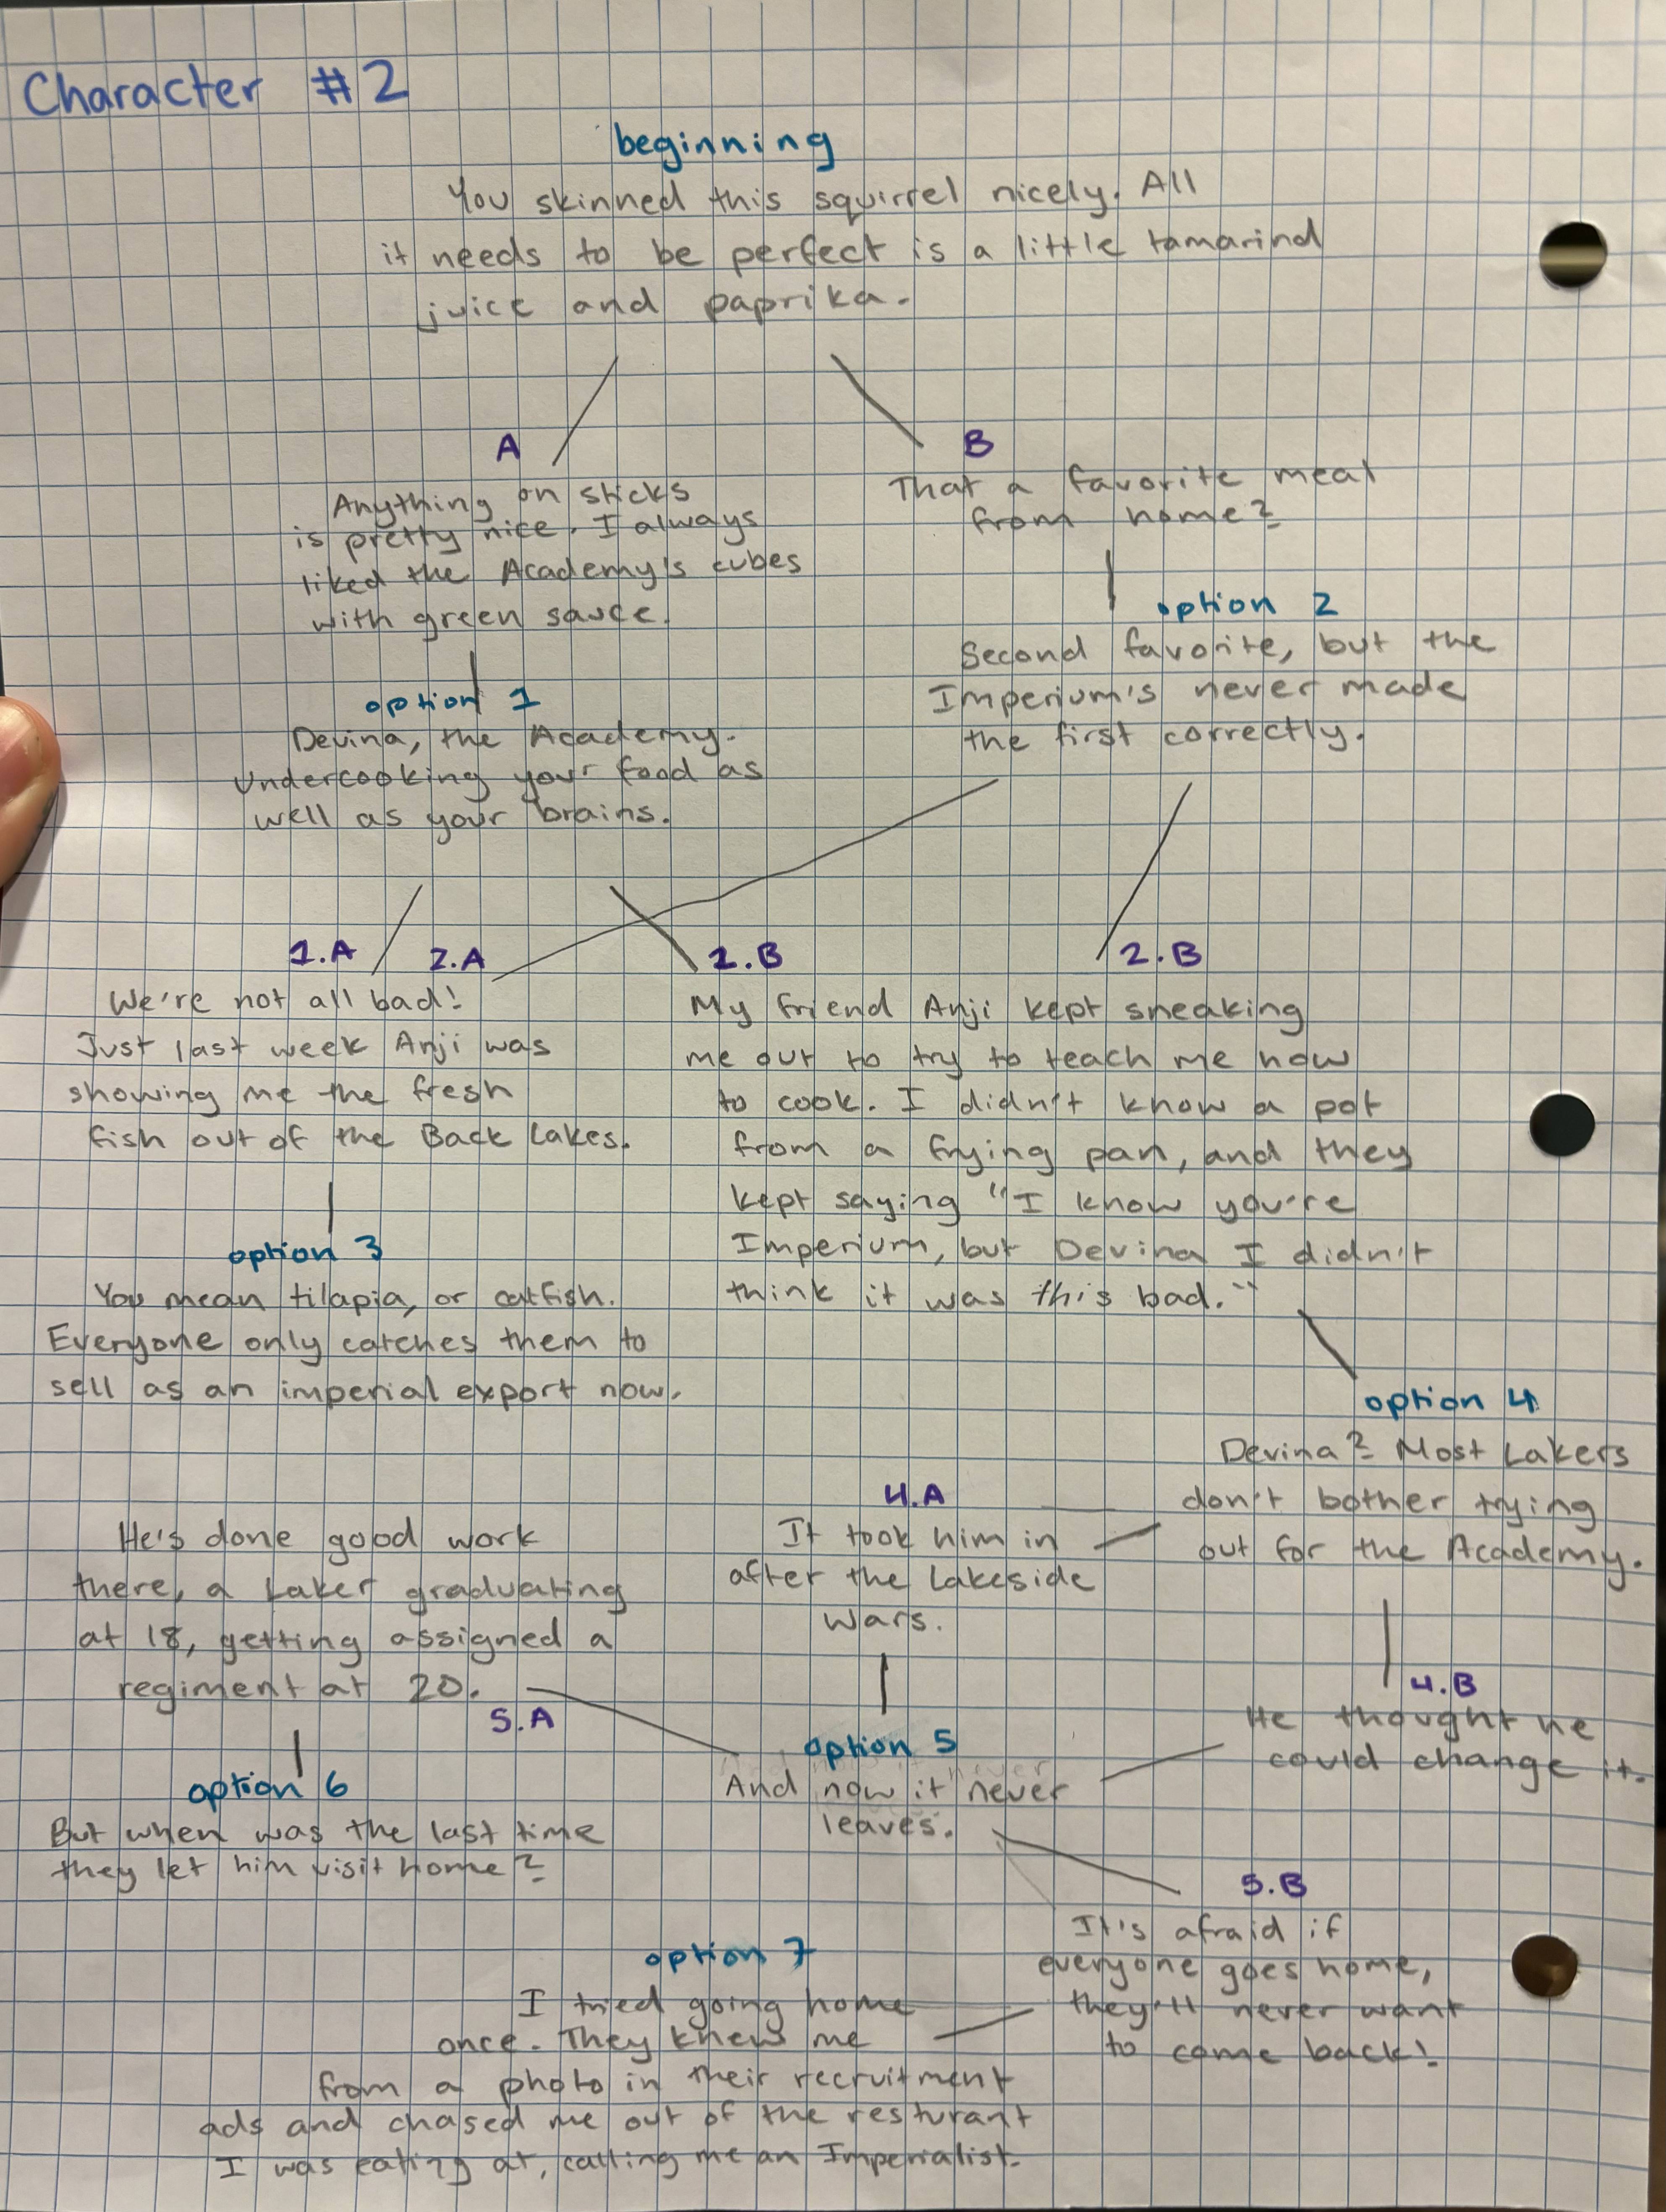 Character #2
beginning
You skinned this squirrel nicely. All
it needs to be perfect is a little tamarind
juice and paprika.
A
Anything on sticks
is pretty nice. I always
liked the Academy's cubes
with green sauce.
B
That a favorite meal
from home?
option 1
Devina, the Academy.
Undercooking your food as
well as your brains.
option 2
Second favorite, but the
Imperium's never made
the first correctly.
1.A 2.A
We're not all bad!
Just last week Anji was
showing me the fresh
fish out of the Back Lakes.
1.B 2.B
My friend Anji kept sneaking
me out to try to teach me how
to cook. I didn't know a pot
from a frying pan, and they
kept saying "I know you're
Imperium, but Devina I didn't
think it was this bad."
option 3
You mean tilapia, or catfish.
Everyone only catches them to
sell as an imperial export now.
option 4
Devina? Most Lakers
don't bother trying
out for the Academy.
4.A
It took him in
after the Lakeside
Wars.
4.B
He thought he
could change it.
option 5
And now it never
leaves.
5.A
He's done good work
there, a Laker graduating
at 18, getting assigned a
regiment at 20.
option 6
But when was the last time
they let him visit home?
5.B
It's afraid if
everyone goes home,
they'll never want
to come back!
option 7
I tried going home
once. They knew me
from a photo in their recruitment
ads and chased me out of the resturant
I was eating at, calling me an Imperialist.